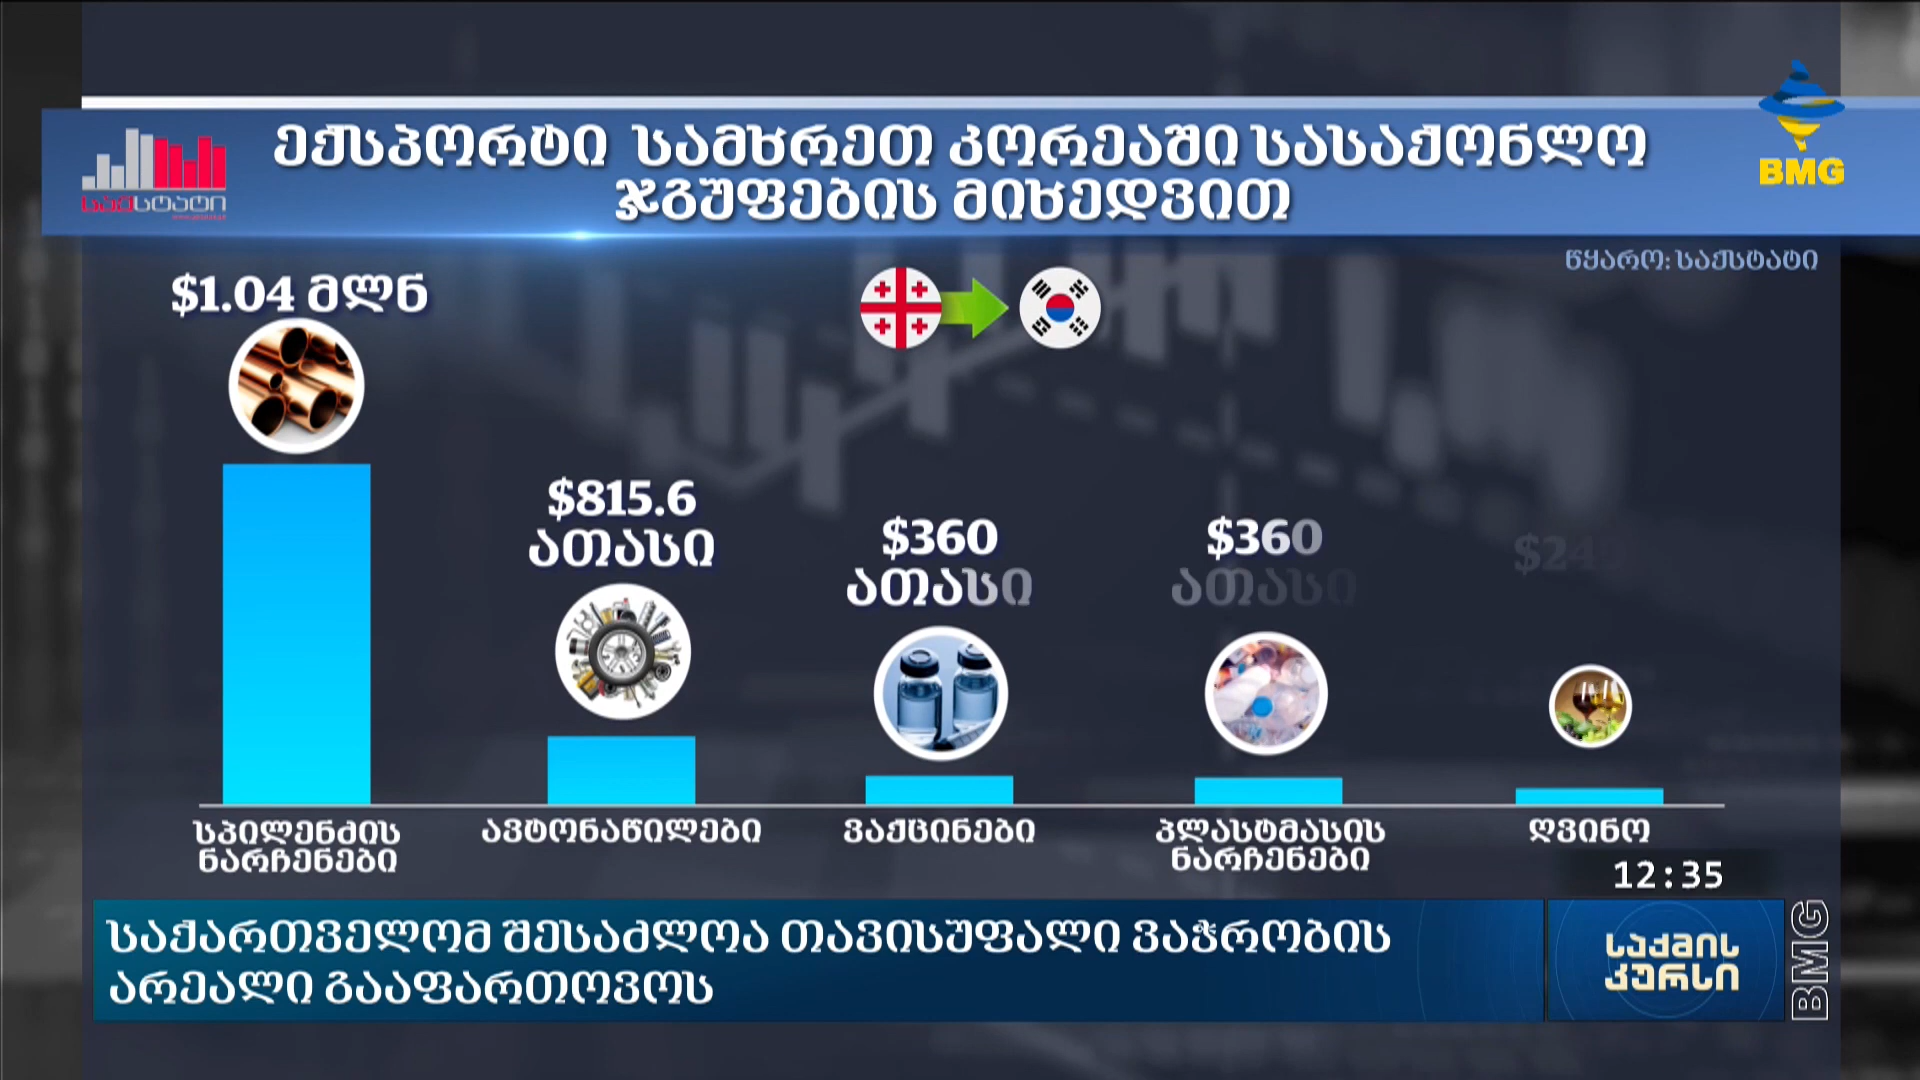 ექსპორტი სამხრეთ კორეაში სასაქონლო
ჯგუფების მიხედვით
საქსტატი
BMG
წყარო: საქსტატი
$1.04 მლნ
$815.6
ათასი
$360
ათასი
$360
ათასი
სპილენძის
ნარჩენები
ავტონაწილები
ვაქცინები
პლასტმასის
ნარჩენები
ღვინო
12:35
საქართველომ შესაძლოა თავისუფალი ვაჭრობის
არეალი გააფართოვოს
საქმის
კურსი
BMG